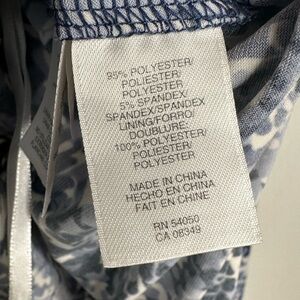 95% POLYESTER/
POLIESTER/
POLYESTER
5% SPANDEX/
SPANDEX/SPANDEX
LINING/FORRO/
DOUBLURE:
100% POLYESTER/
POLIESTER/
POLYESTER
MADE IN CHINA
HECHO EN CHINA
FAIT EN CHINE
RN 54050
CA 08349